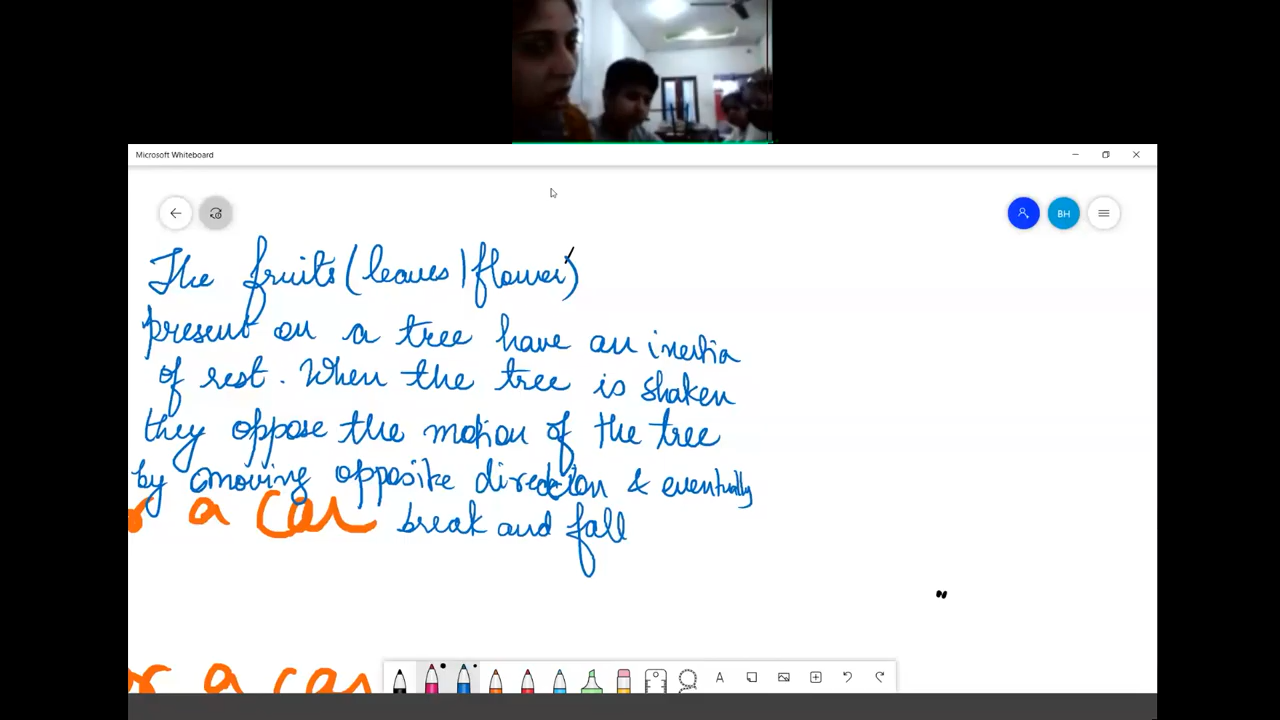 Microsoft Whiteboard
BH
The fruits (leaves | flower)
present on a tree have an inertia
of rest. When the tree is shaken
they oppose the motion of the tree
by moving opposite direction & eventually
a car break and fall
a car
A